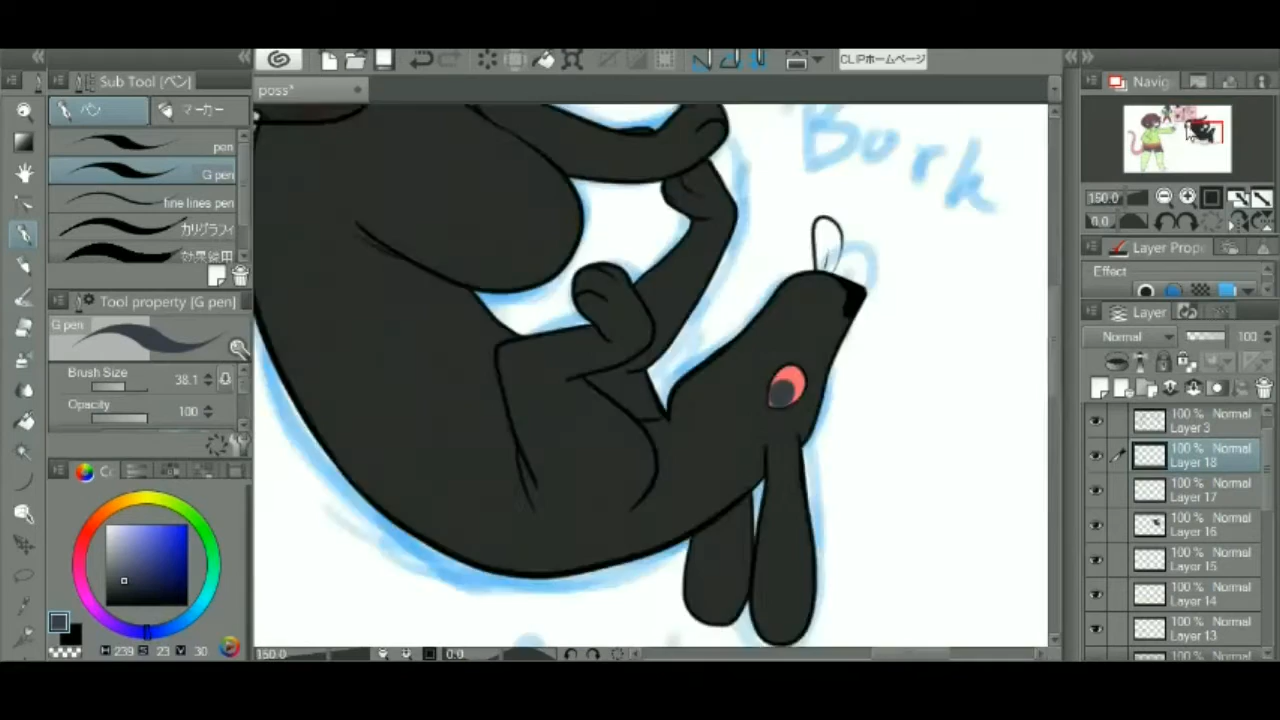 Sub Tool [ペン]
ペン
マーカー
pen
G pen
fine lines pen
カリグラフィ
効果線用
Tool property [G pen]
G pen
Brush Size
38.1
Opacity
100
H 239 S 23 V 30
CLIPホームページ
poss*
Bork
150.0
0.0
Navig
150.0
0.0
Layer Prope
Effect
Layer
Normal
100
100 % Normal
Layer 3
100 % Normal
Layer 18
100 % Normal
Layer 17
100 % Normal
Layer 16
100 % Normal
Layer 15
100 % Normal
Layer 14
100 % Normal
Layer 13
100 % Normal